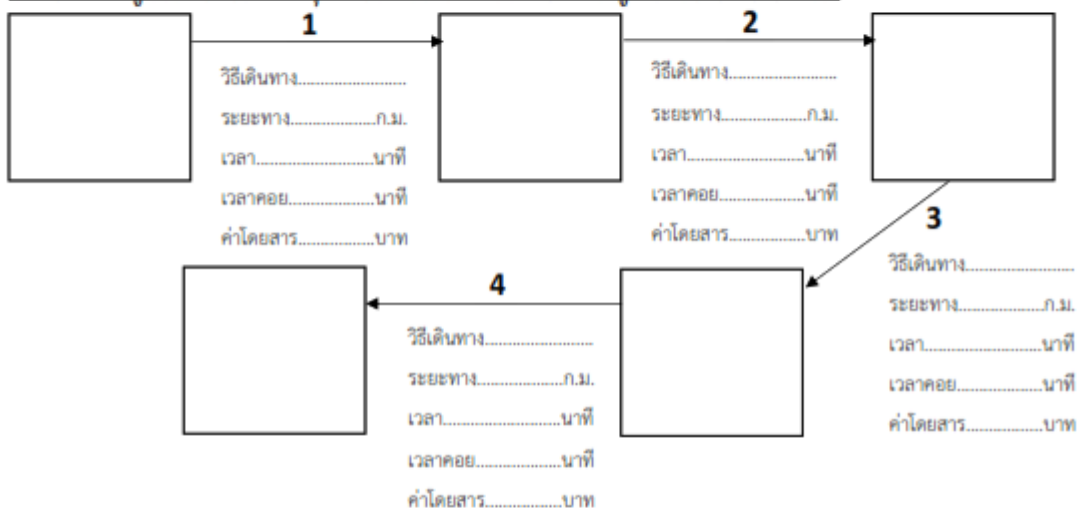 1
วิธีเดินทาง...........................
ระยะทาง......................ก.ม.
เวลา..............................นาที
เวลาคอย......................นาที
ค่าโดยสาร...................บาท
2
วิธีเดินทาง...........................
ระยะทาง......................ก.ม.
เวลา..............................นาที
เวลาคอย......................นาที
ค่าโดยสาร...................บาท
3
วิธีเดินทาง...........................
ระยะทาง......................ก.ม.
เวลา..............................นาที
เวลาคอย......................นาที
ค่าโดยสาร...................บาท
4
วิธีเดินทาง...........................
ระยะทาง......................ก.ม.
เวลา..............................นาที
เวลาคอย......................นาที
ค่าโดยสาร...................บาท